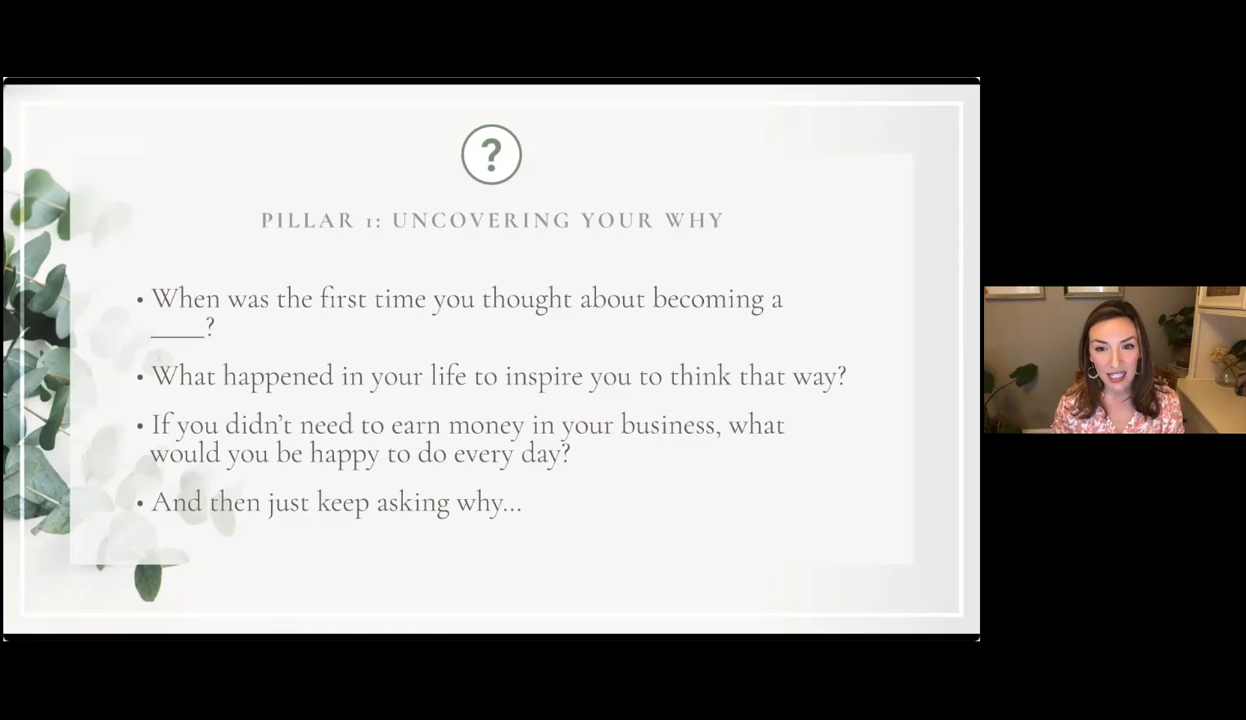 ?
PILLAR 1: UNCOVERING YOUR WHY
• When was the first time you thought about becoming a
____?
• What happened in your life to inspire you to think that way?
• If you didn’t need to earn money in your business, what
would you be happy to do every day?
• And then just keep asking why...